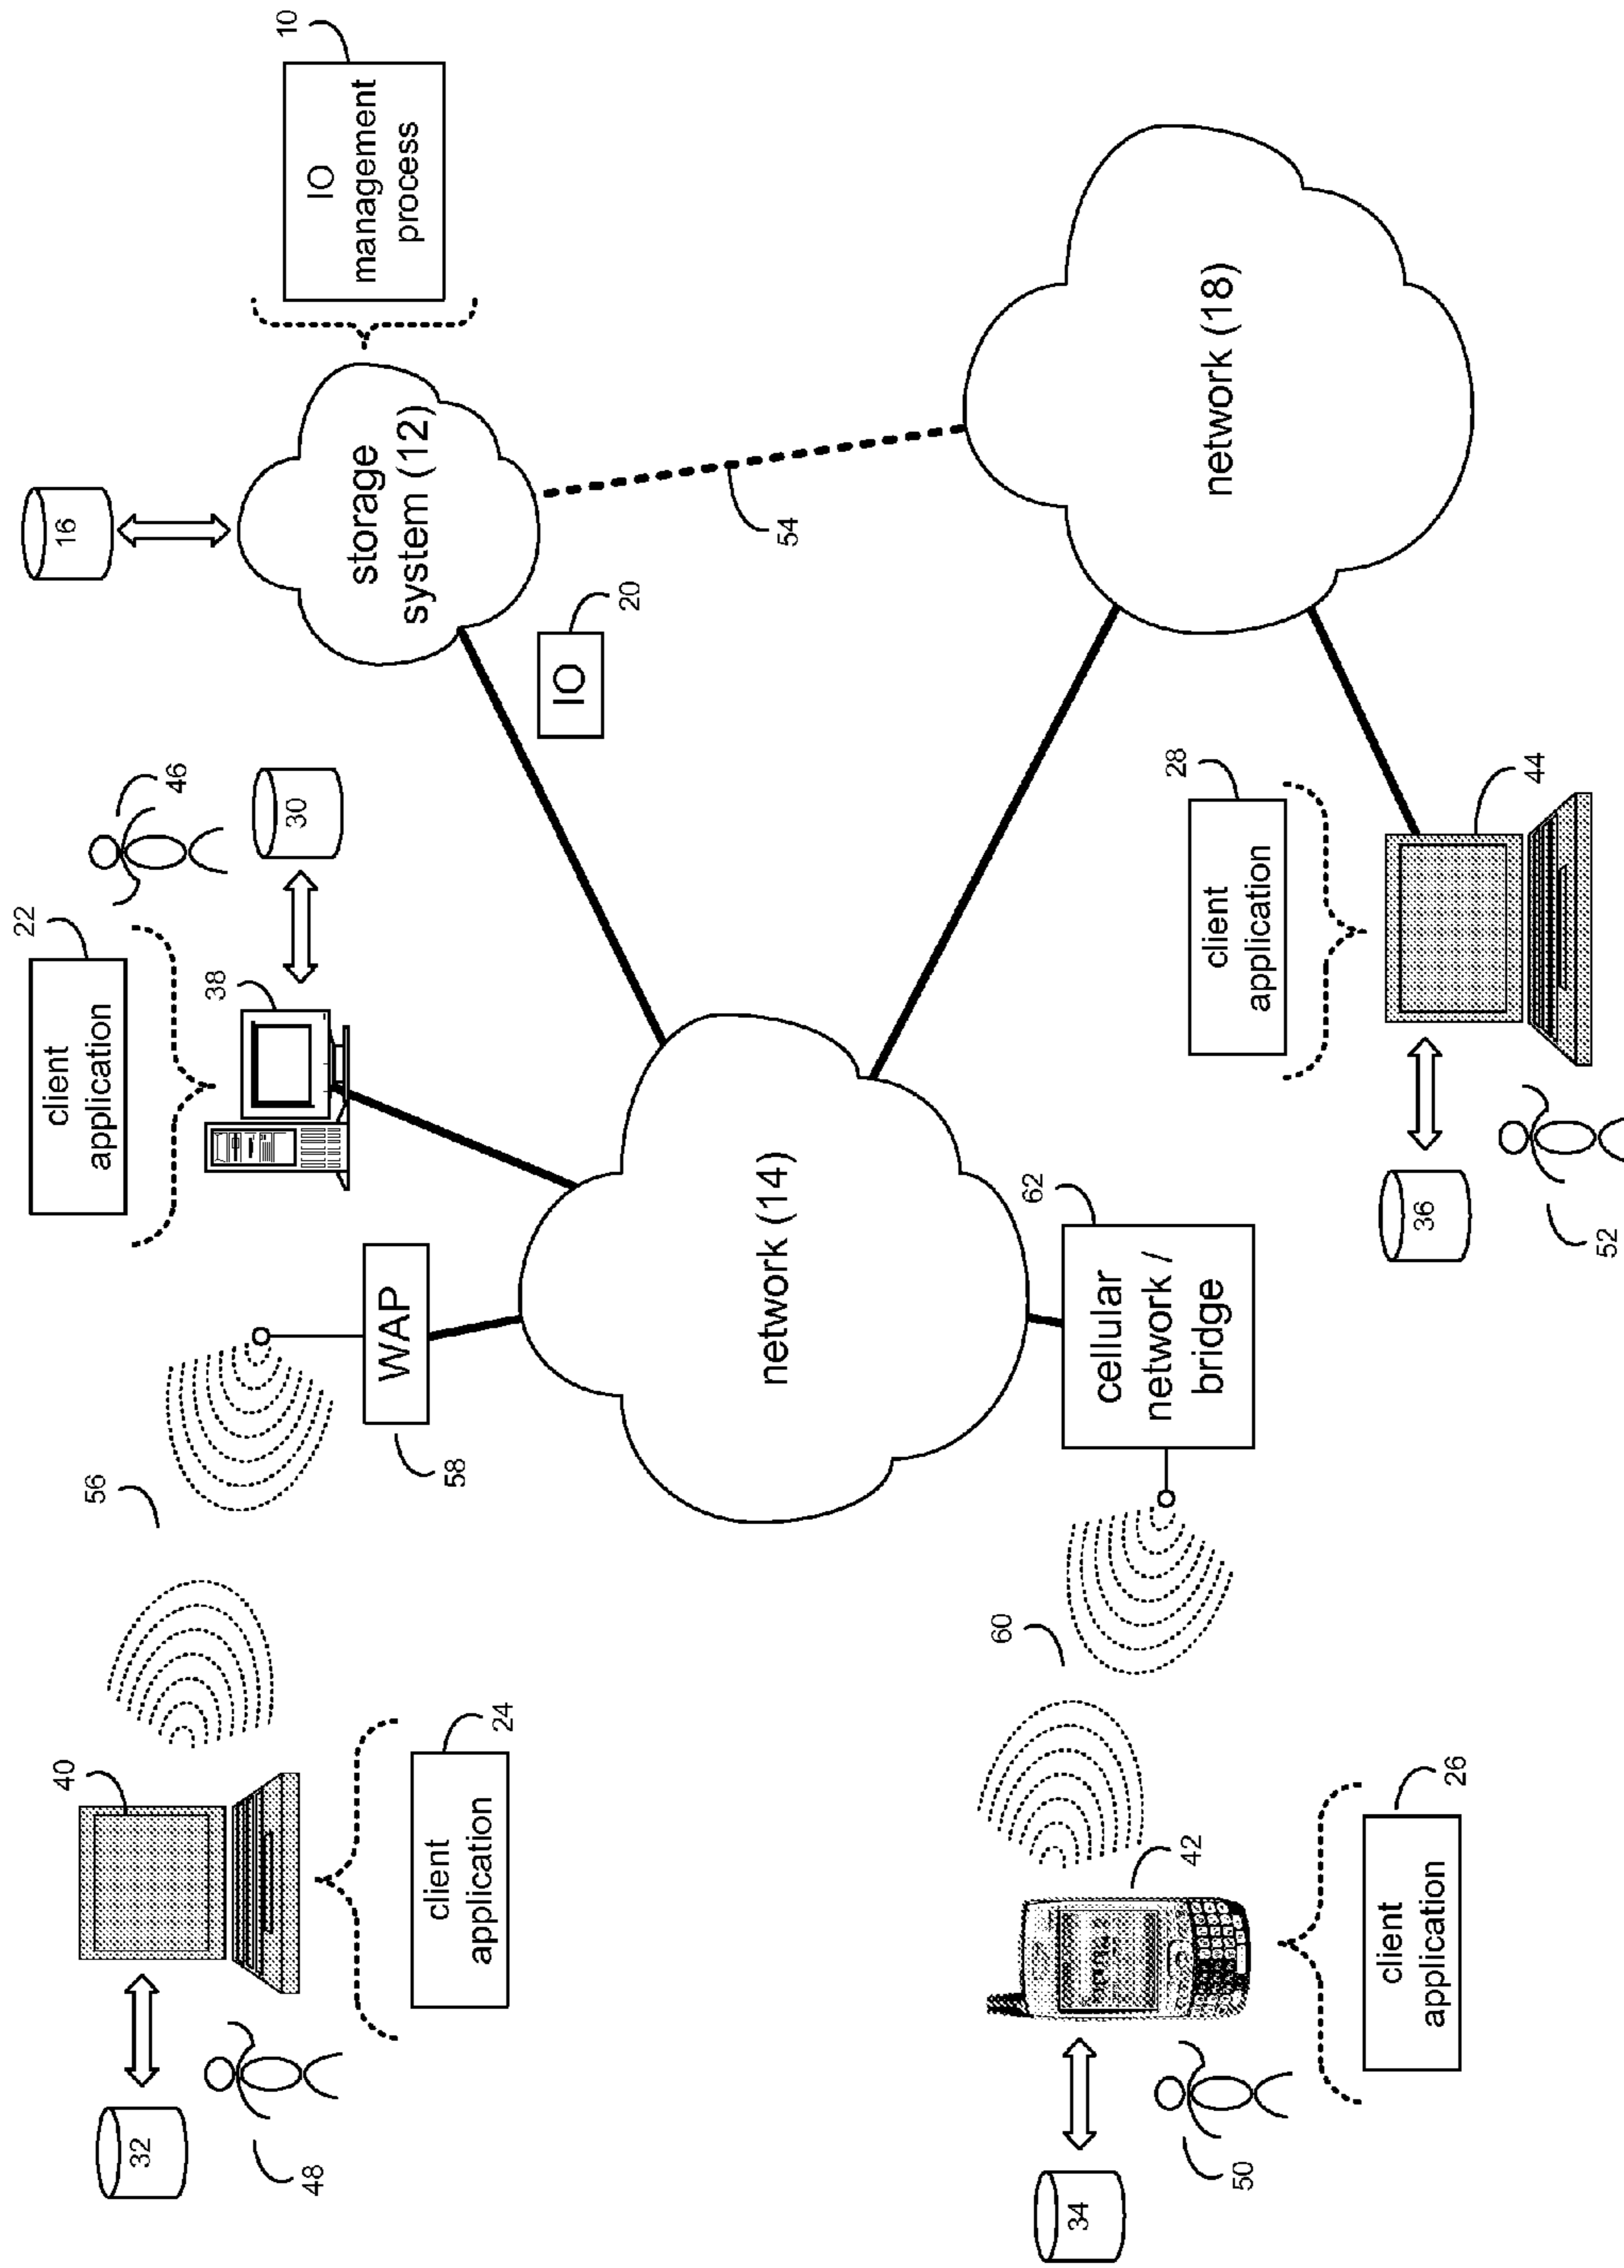 32
48
40
client
application
24
56
58
WAP
client
application
22
38
46
30
16
storage
system (12)
IO
management
process
10
IO
20
54
network (14)
network (18)
34
50
42
client
application
26
60
62
cellular
network /
bridge
client
application
28
44
36
52